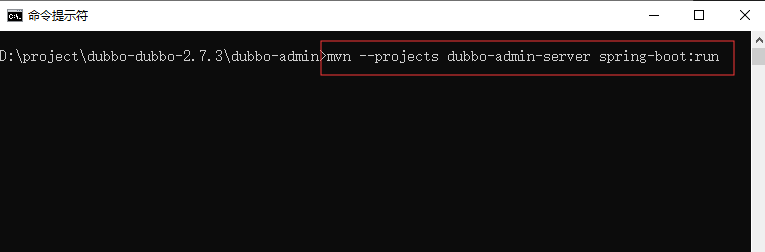 命令提示符
D:\project\dubbo-dubbo-2.7.3\dubbo-admin>mvn --projects dubbo-admin-server spring-boot:run